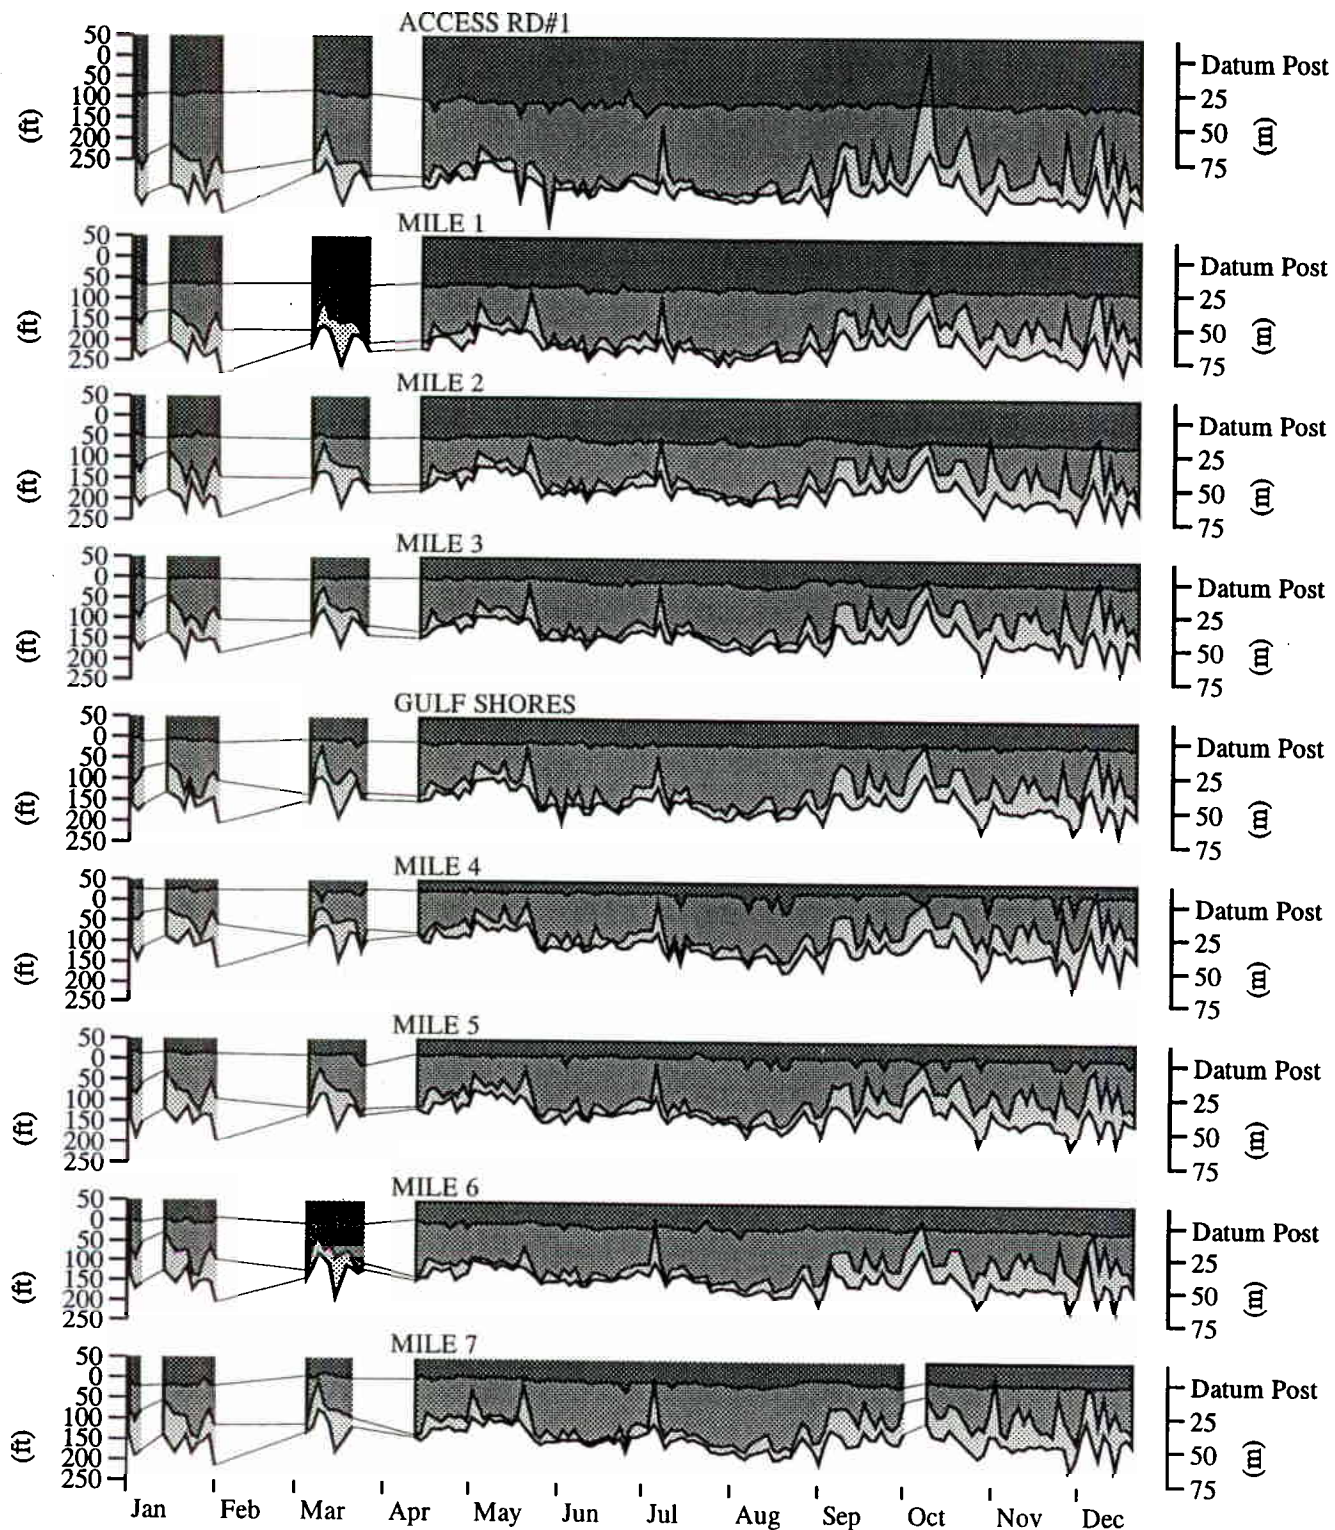 ACCESS RD#1
50
0
50
100
150
200
250
(ft)
Datum Post
25
50
75
(m)
MILE 1
50
0
50
100
150
200
250
(ft)
Datum Post
25
50
75
(m)
MILE 2
50
0
50
100
150
200
250
(ft)
Datum Post
25
50
75
(m)
MILE 3
50
0
50
100
150
200
250
(ft)
Datum Post
25
50
75
(m)
GULF SHORES
50
0
50
100
150
200
250
(ft)
Datum Post
25
50
75
(m)
MILE 4
50
0
50
100
150
200
250
(ft)
Datum Post
25
50
75
(m)
MILE 5
50
0
50
100
150
200
250
(ft)
Datum Post
25
50
75
(m)
MILE 6
50
0
50
100
150
200
250
(ft)
Datum Post
25
50
75
(m)
MILE 7
50
0
50
100
150
200
250
(ft)
Datum Post
25
50
75
(m)
Jan Feb Mar Apr May Jun Jul Aug Sep Oct Nov Dec